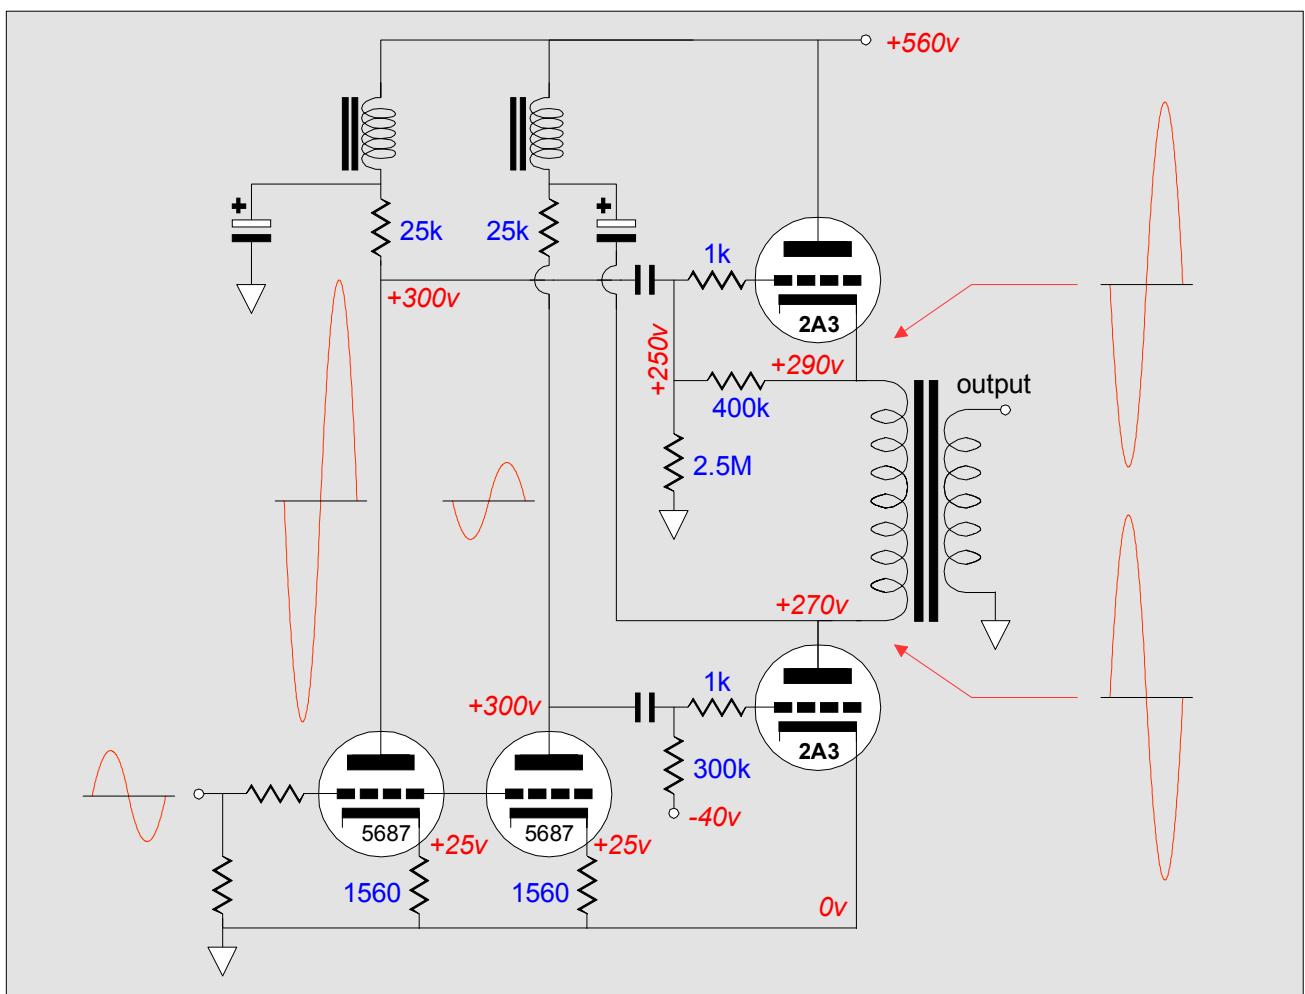 +560v
+
+
25k
25k
1k
+300v
2A3
+250v
+290v
output
400k
2.5M
+270v
1k
+300v
2A3
300k
-40v
5687
+25v
5687
+25v
1560
1560
0v